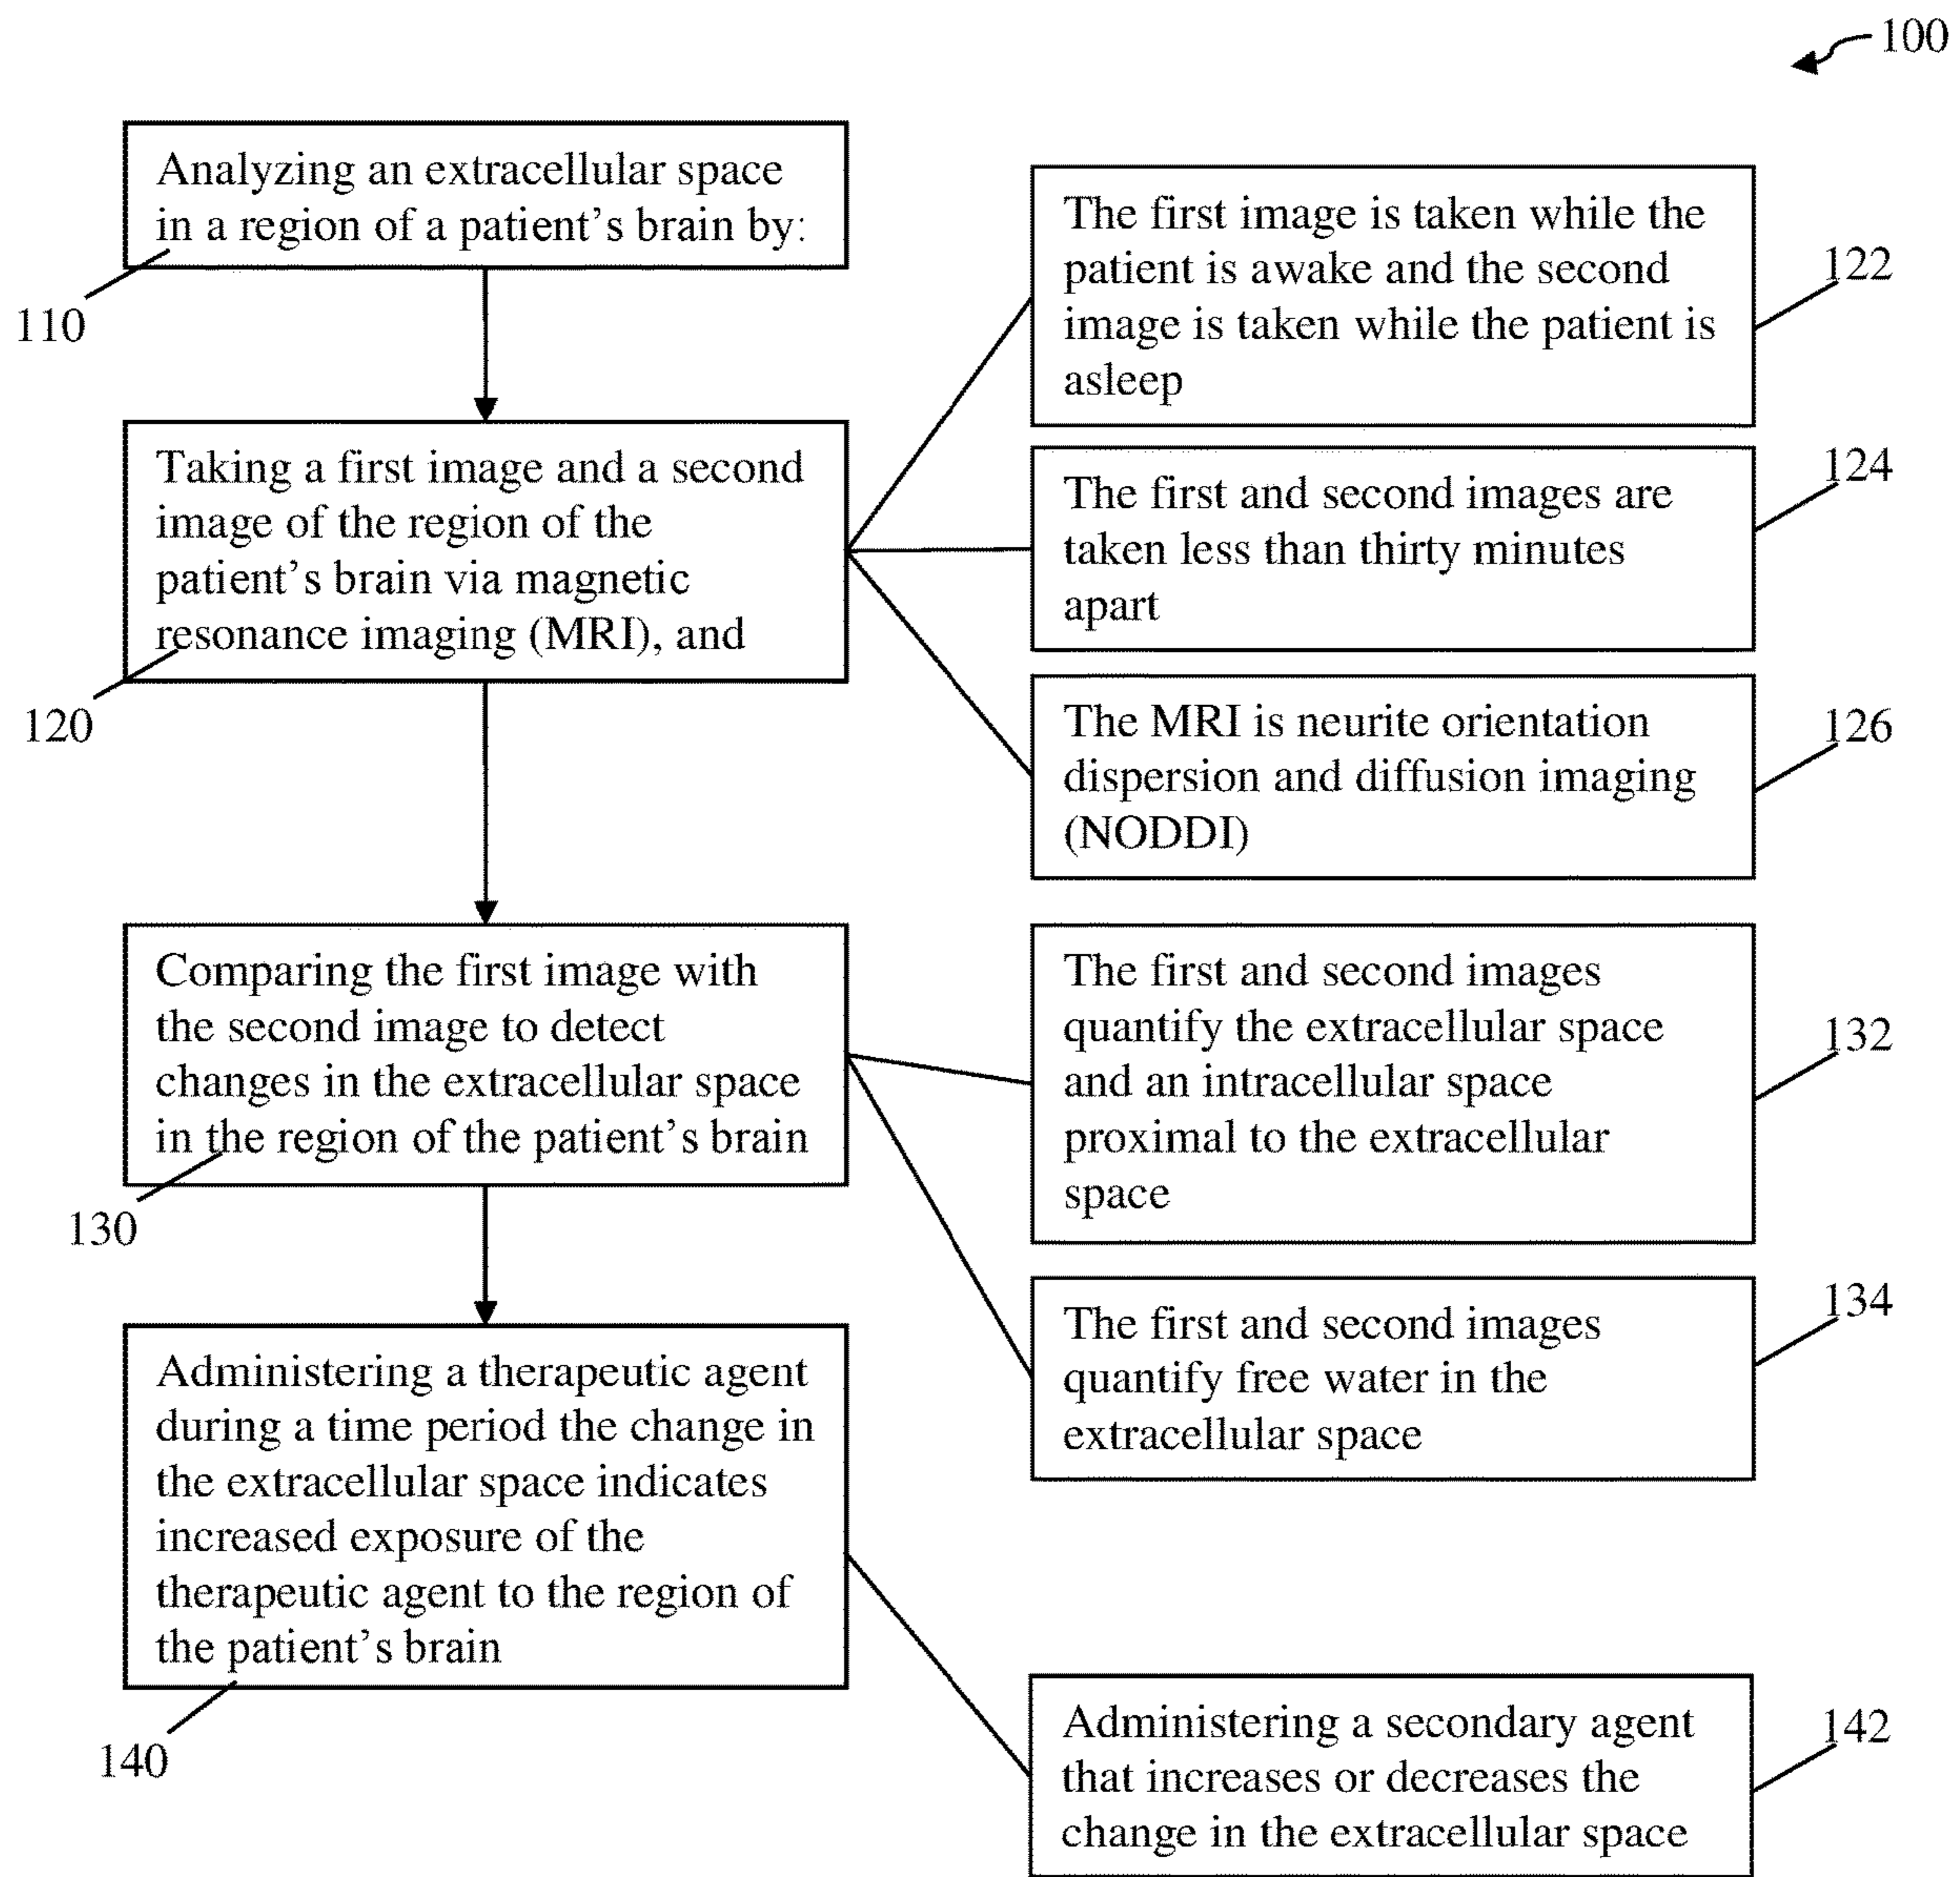 100
Analyzing an extracellular space
in a region of a patient's brain by:
110
Taking a first image and a second
image of the region of the
patient's brain via magnetic
resonance imaging (MRI), and
120
The first image is taken while the
patient is awake and the second
image is taken while the patient is
asleep
122
The first and second images are
taken less than thirty minutes
apart
124
The MRI is neurite orientation
dispersion and diffusion imaging
(NODDI)
126
Comparing the first image with
the second image to detect
changes in the extracellular space
in the region of the patient's brain
130
The first and second images
quantify the extracellular space
and an intracellular space
proximal to the extracellular
space
132
The first and second images
quantify free water in the
extracellular space
134
Administering a therapeutic agent
during a time period the change in
the extracellular space indicates
increased exposure of the
therapeutic agent to the region of
the patient's brain
140
Administering a secondary agent
that increases or decreases the
change in the extracellular space
142